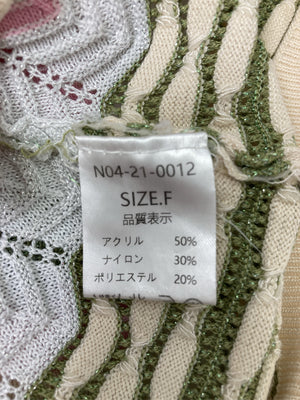 N04-21-0012
SIZE.F
品質表示
アクリル 50%
ナイロン 30%
ポリエステル 20%